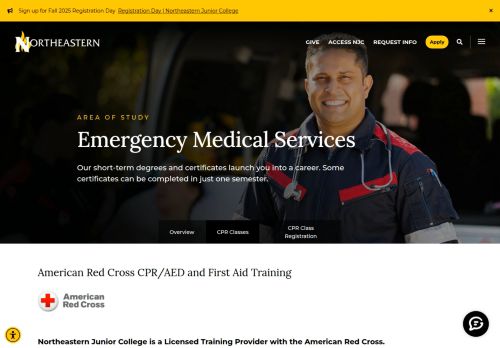 Sign up for Fall 2025 Registration Day  Registration Day | Northeastern Junior College ×
NORTHEASTERN
GIVE ACCESS NJC REQUEST INFO Apply
AREA OF STUDY
Emergency Medical Services
Our short-term degrees and certificates launch you into a career. Some
certificates can be completed in just one semester.
Overview CPR Classes CPR Class
Registration
American Red Cross CPR/AED and First Aid Training
American
Red Cross
Northeastern Junior College is a Licensed Training Provider with the American Red Cross.